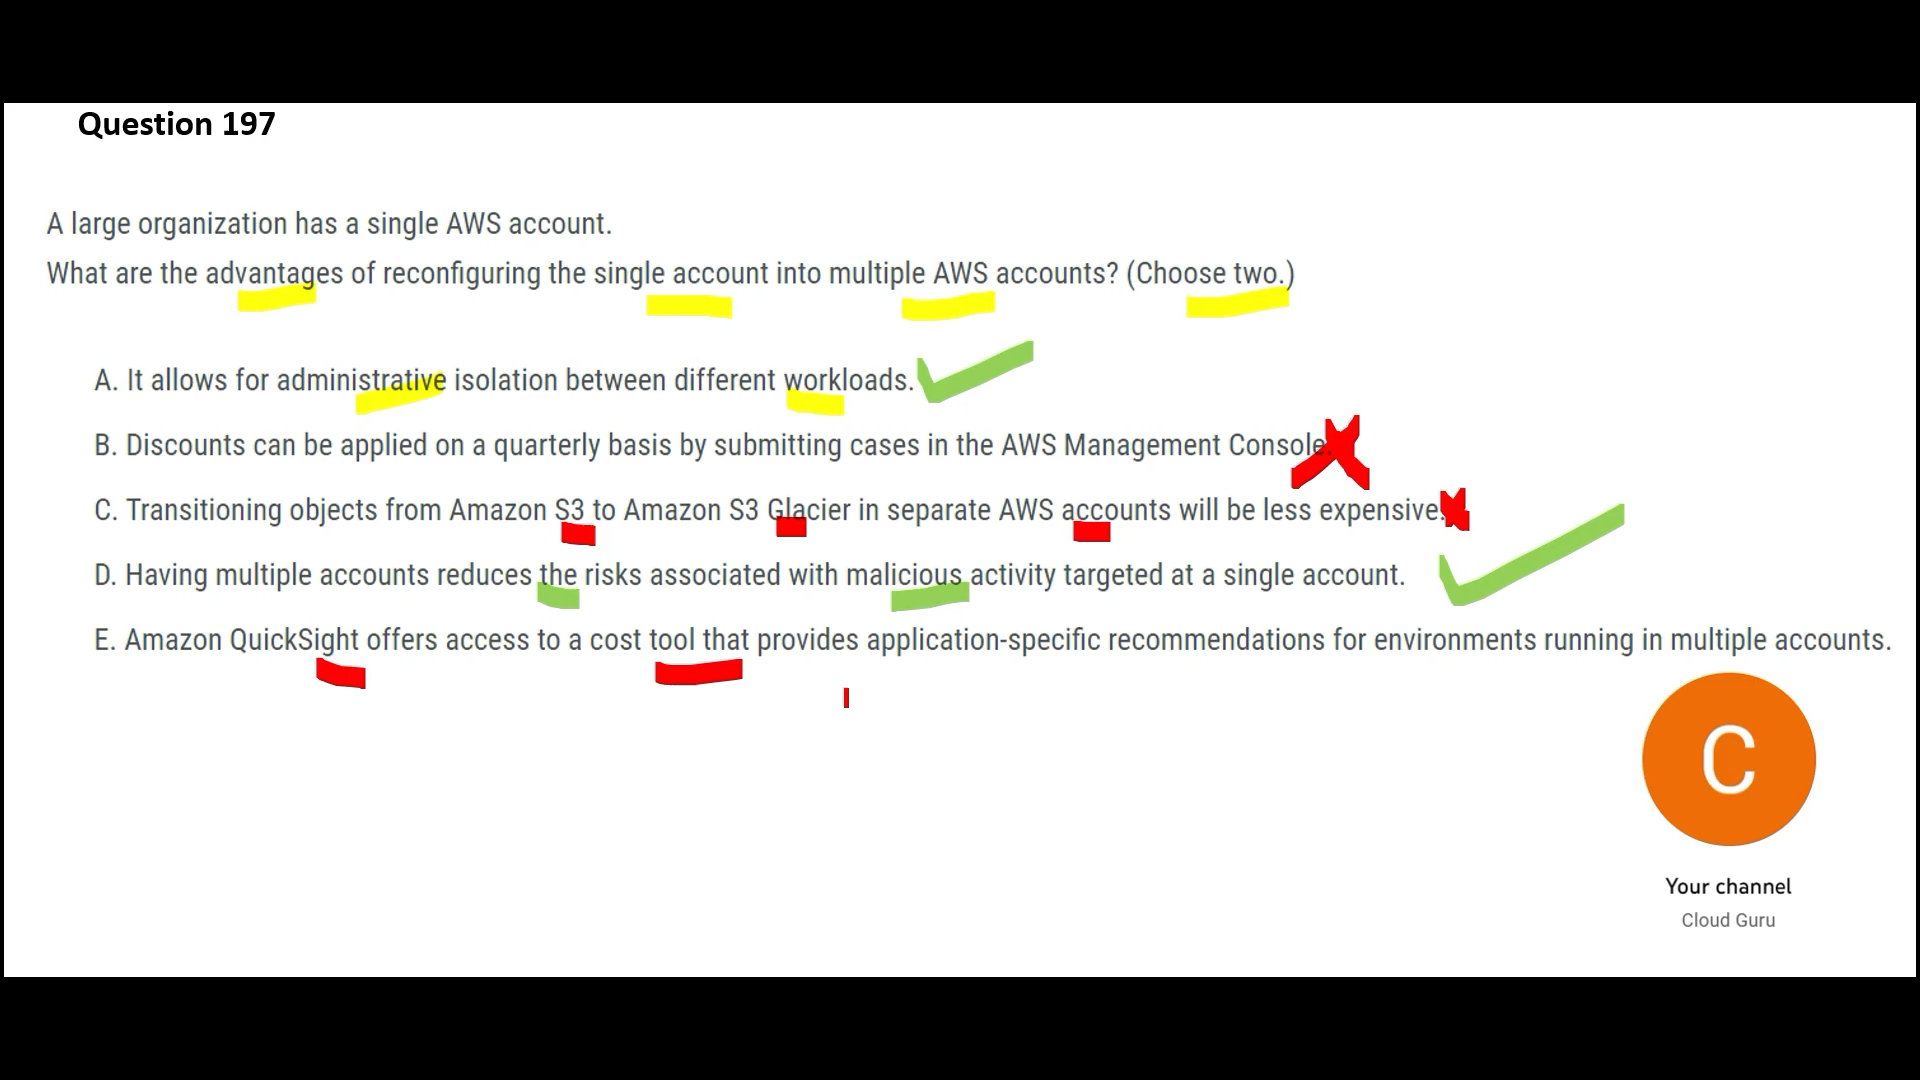 Question 197
A large organization has a single AWS account.
What are the advantages of reconfiguring the single account into multiple AWS accounts? (Choose two.)
A. It allows for administrative isolation between different workloads.
B. Discounts can be applied on a quarterly basis by submitting cases in the AWS Management Console.
C. Transitioning objects from Amazon S3 to Amazon S3 Glacier in separate AWS accounts will be less expensive.
D. Having multiple accounts reduces the risks associated with malicious activity targeted at a single account.
E. Amazon QuickSight offers access to a cost tool that provides application-specific recommendations for environments running in multiple accounts.
C
Your channel
Cloud Guru